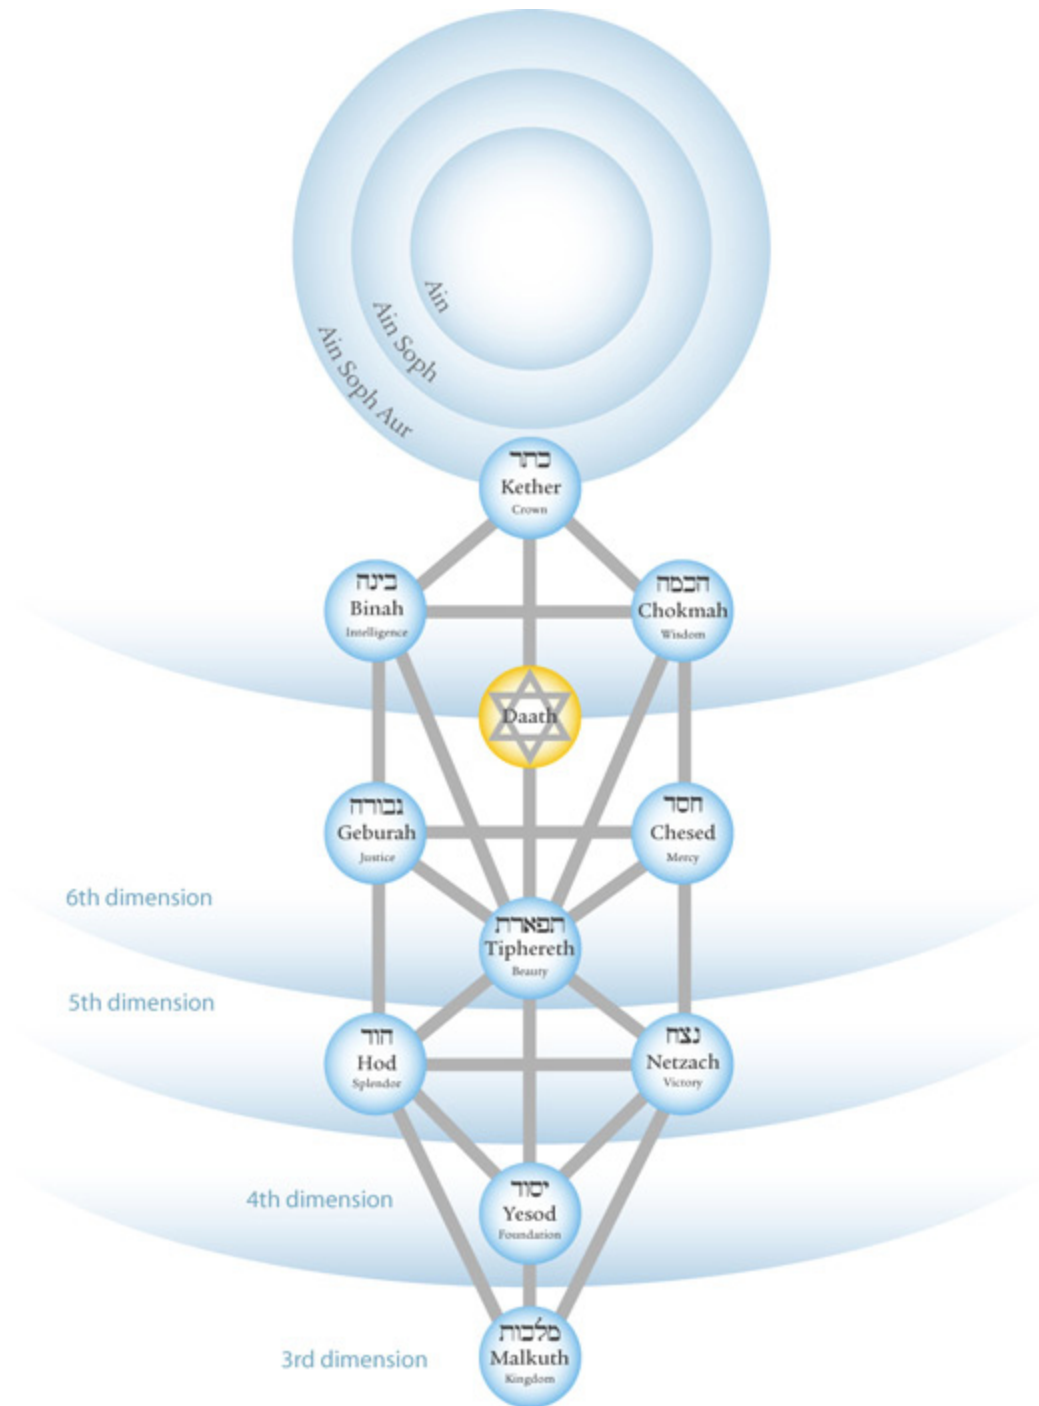 Ain
Ain Soph
Ain Soph Aur
כתר
Kether
Crown
בינה
Binah
Intelligence
הכמה
Chokmah
Wisdom
Daath
גבורה
Geburah
Justice
חסד
Chesed
Mercy
6th dimension
תפארת
Tiphereth
Beauty
5th dimension
הוד
Hod
Splendor
נצח
Netzach
Victory
4th dimension
יסוד
Yesod
Foundation
מלכות
Malkuth
Kingdom
3rd dimension